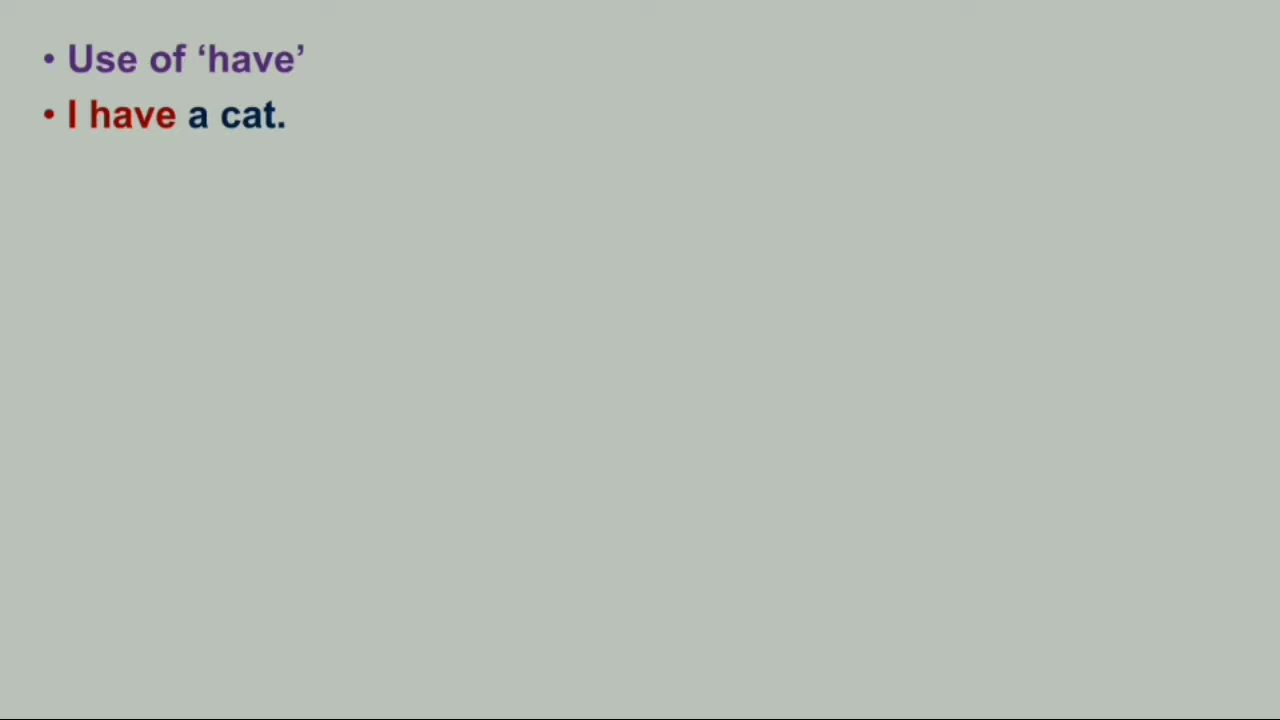 • Use of ‘have’
• I have a cat.